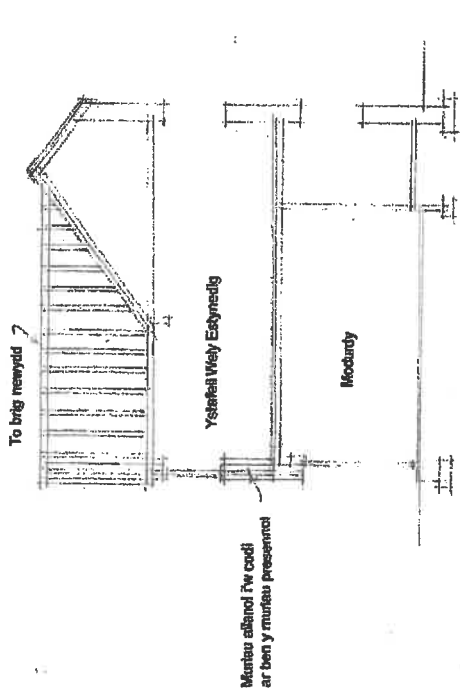 To brig newydd
Ystafell Wely Estynedig
Modurdy
Muriau allanol i'w codi
ar ben y muriau presennol